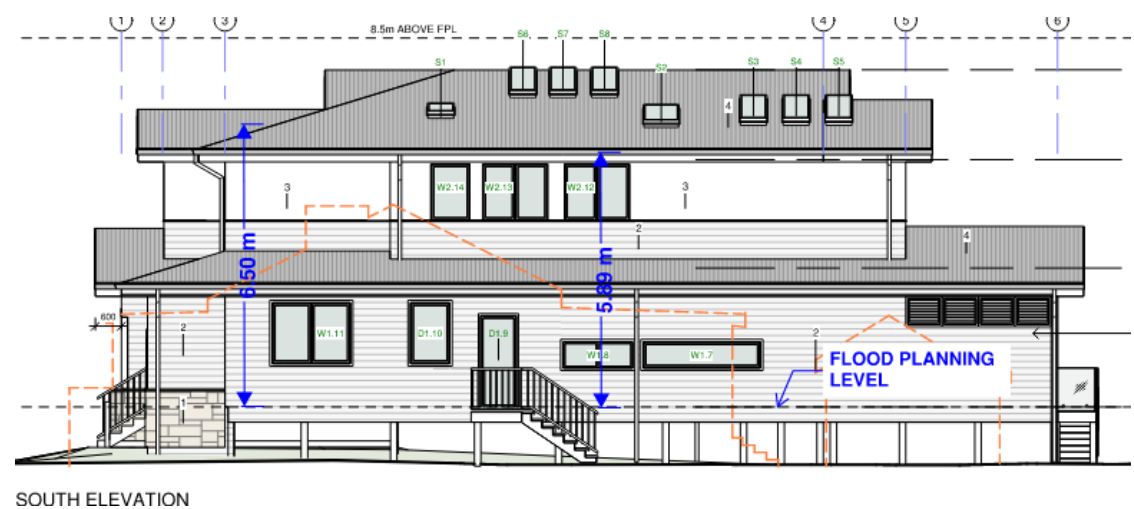 1 2 3 4 5 6
8.5m ABOVE FPL
S6 S7 S8
S1 S2 S3 S4 S5
4
W2.14 W2.13 W2.12
3 3
2
4
6.50 m
5.89 m
600
2
W1.11 D1.10 D1.9 W1.8 W1.7
2
FLOOD PLANNING
LEVEL
1
SOUTH ELEVATION